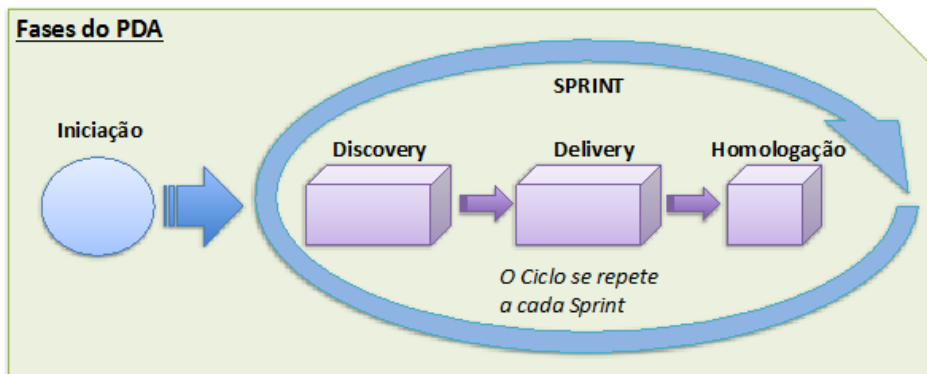 Fases do PDA
SPRINT
Iniciação
Discovery
Delivery
Homologação
O Ciclo se repete
a cada Sprint